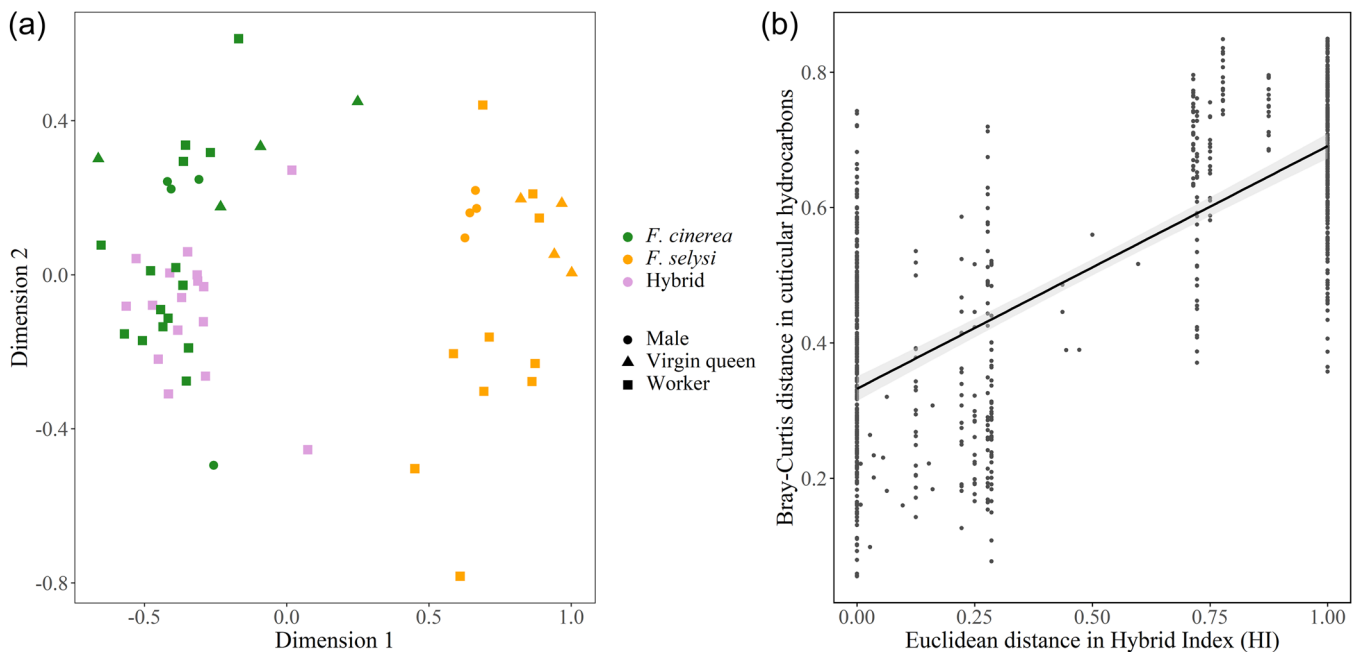 (a)
0.4
0.0
-0.4
-0.8
Dimension 2
-0.5
0.0
0.5
1.0
Dimension 1
F. cinerea
F. selysi
Hybrid
Male
Virgin queen
Worker
(b)
0.8
0.6
0.4
0.2
Bray-Curtis distance in cuticular hydrocarbons
0.00
0.25
0.50
0.75
1.00
Euclidean distance in Hybrid Index (HI)